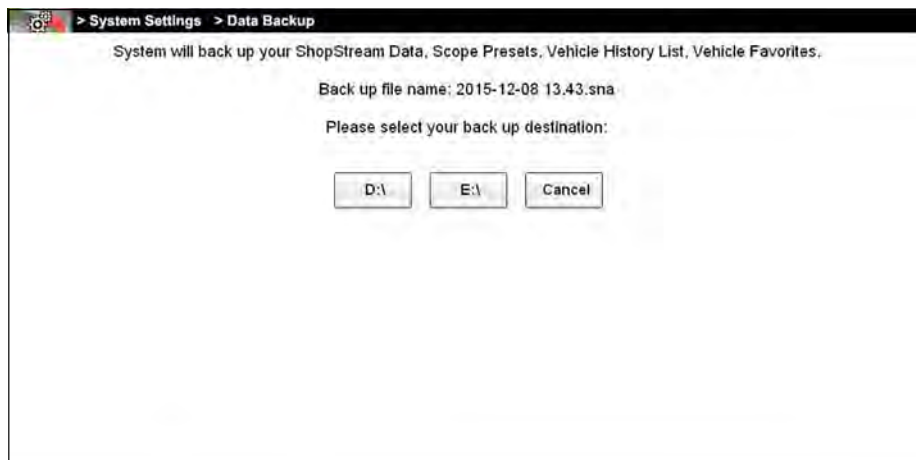 > System Settings > Data Backup
System will back up your ShopStream Data, Scope Presets, Vehicle History List, Vehicle Favorites.
Back up file name: 2015-12-08 13.43.sna
Please select your back up destination:
D:\ E:\ Cancel